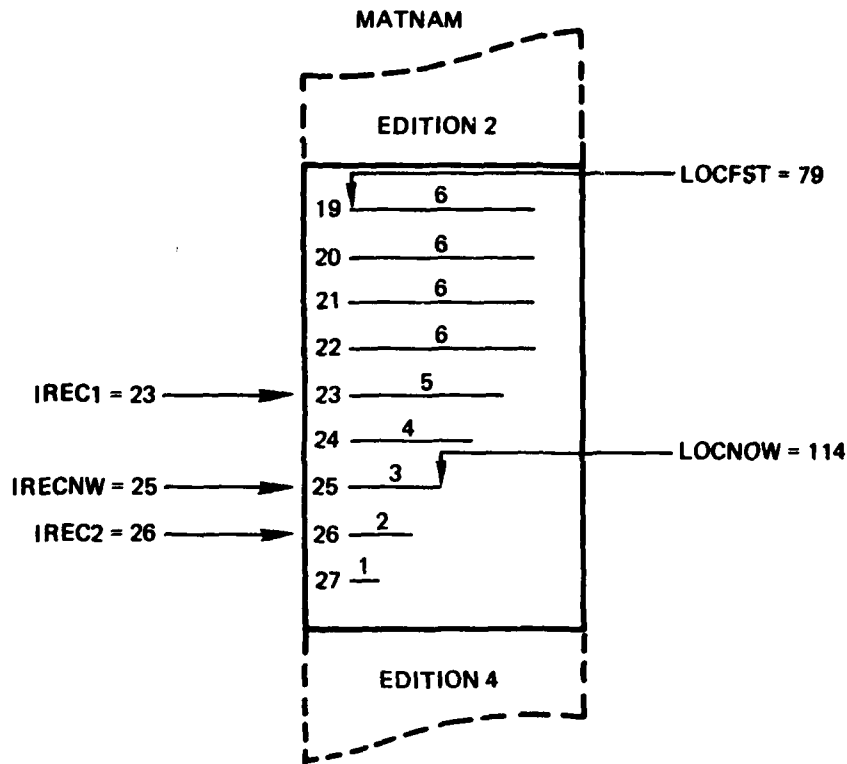 MATNAM
EDITION 2
LOCFST = 79
19 6
20 6
21 6
22 6
IREC1 = 23 23 5
24 4
LOCNOW = 114
IRECNW = 25 25 3
IREC2 = 26 26 2
27 1
EDITION 4